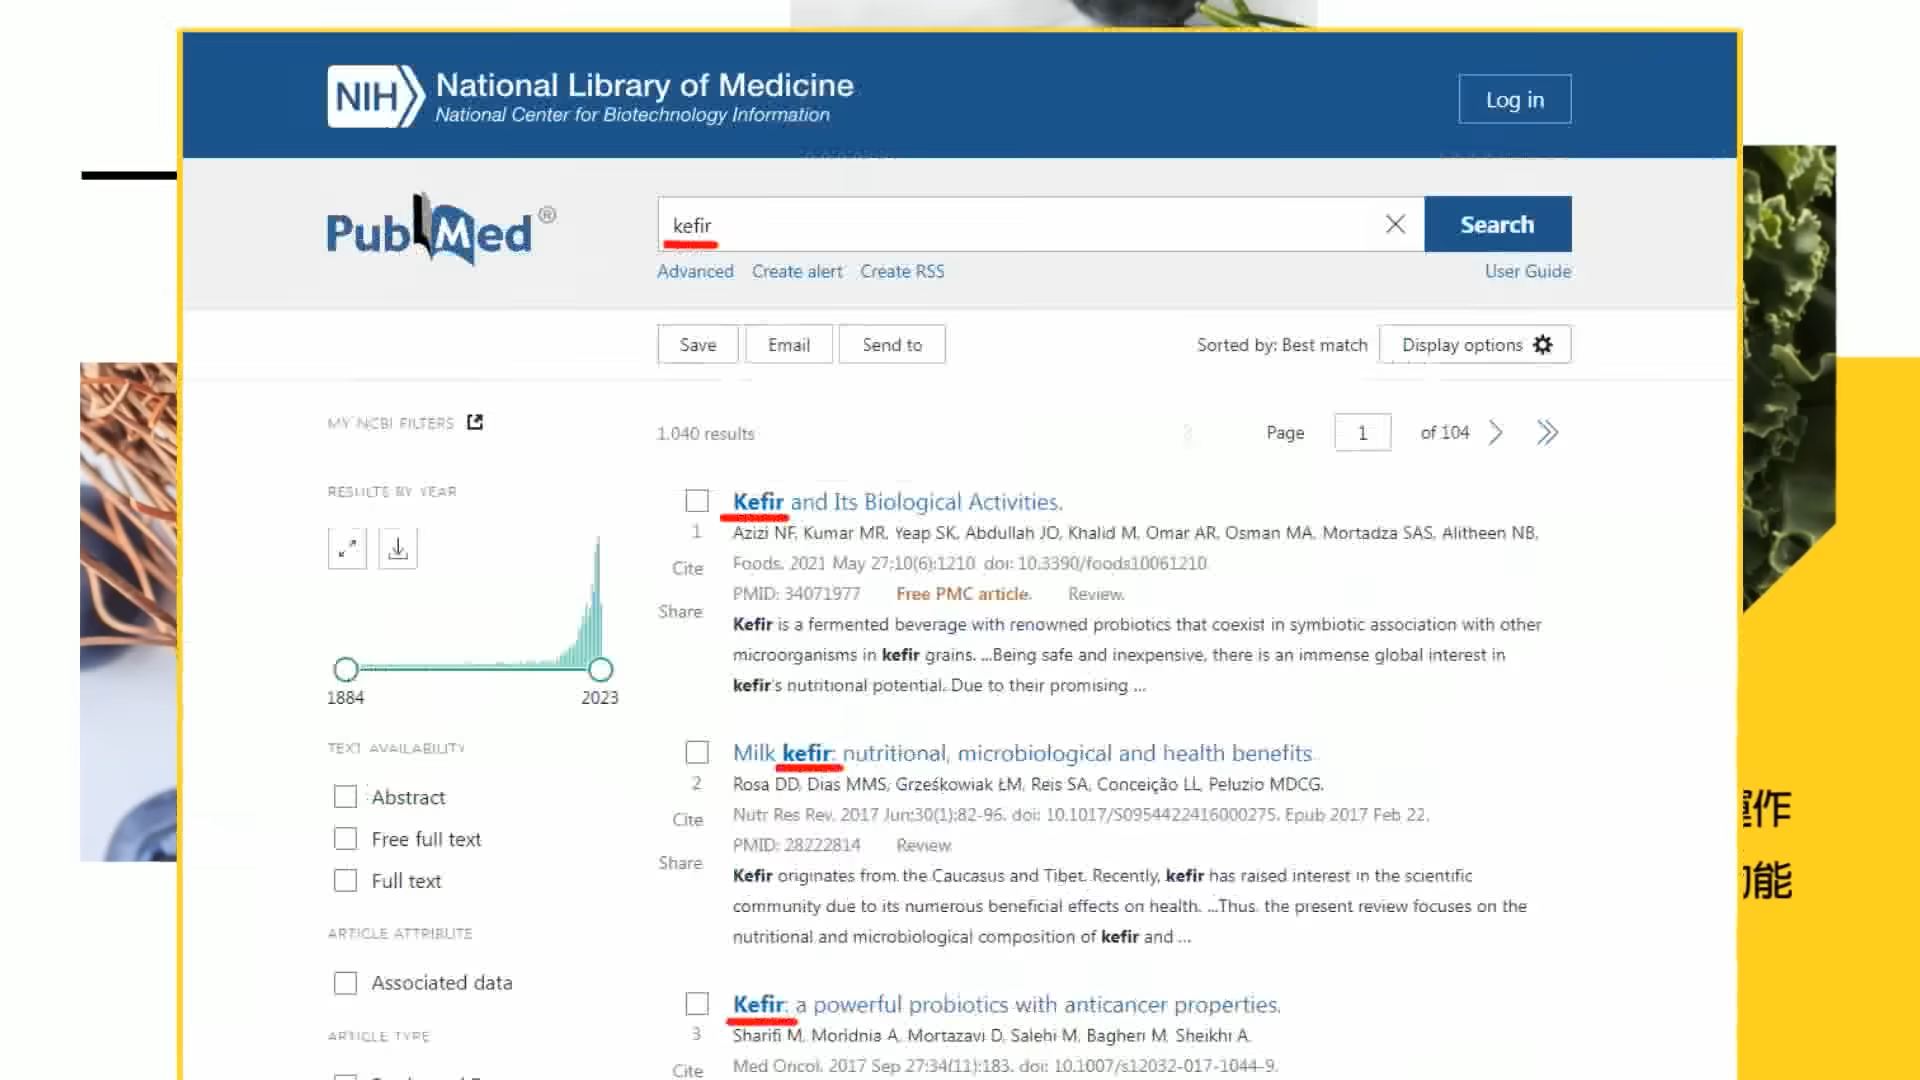 NIH National Library of Medicine
National Center for Biotechnology Information
Log in
PubMed®
kefir
Search
Advanced Create alert Create RSS
User Guide
Save Email Send to
Sorted by: Best match Display options
MY NCBI FILTERS
1,040 results
Page 1 of 104
RESULTS BY YEAR
1884 2023
TEXT AVAILABILITY
Abstract
Free full text
Full text
ARTICLE ATTRIBUTE
Associated data
ARTICLE TYPE
Kefir and Its Biological Activities.
1
Azizi NF, Kumar MR, Yeap SK, Abdullah JO, Khalid M, Omar AR, Osman MA, Mortadza SAS, Alitheen NB.
Cite
Foods. 2021 May 27;10(6):1210. doi: 10.3390/foods10061210.
PMID: 34071977 Free PMC article. Review.
Share
Kefir is a fermented beverage with renowned probiotics that coexist in symbiotic association with other
microorganisms in kefir grains. ...Being safe and inexpensive, there is an immense global interest in
kefir's nutritional potential. Due to their promising ...
Milk kefir: nutritional, microbiological and health benefits.
2
Rosa DD, Dias MMS, Grześkowiak ŁM, Reis SA, Conceição LL, Peluzio MDCG.
Cite
Nutr Res Rev. 2017 Jun;30(1):82-96. doi: 10.1017/S0954422416000275. Epub 2017 Feb 22.
PMID: 28222814 Review.
Share
Kefir originates from the Caucasus and Tibet. Recently, kefir has raised interest in the scientific
community due to its numerous beneficial effects on health. ...Thus, the present review focuses on the
nutritional and microbiological composition of kefir and ...
Kefir: a powerful probiotics with anticancer properties.
3
Sharifi M, Moridnia A, Mortazavi D, Salehi M, Bagheri M, Sheikhi A.
Cite
Med Oncol. 2017 Sep 27;34(11):183. doi: 10.1007/s12032-017-1044-9.
作
能